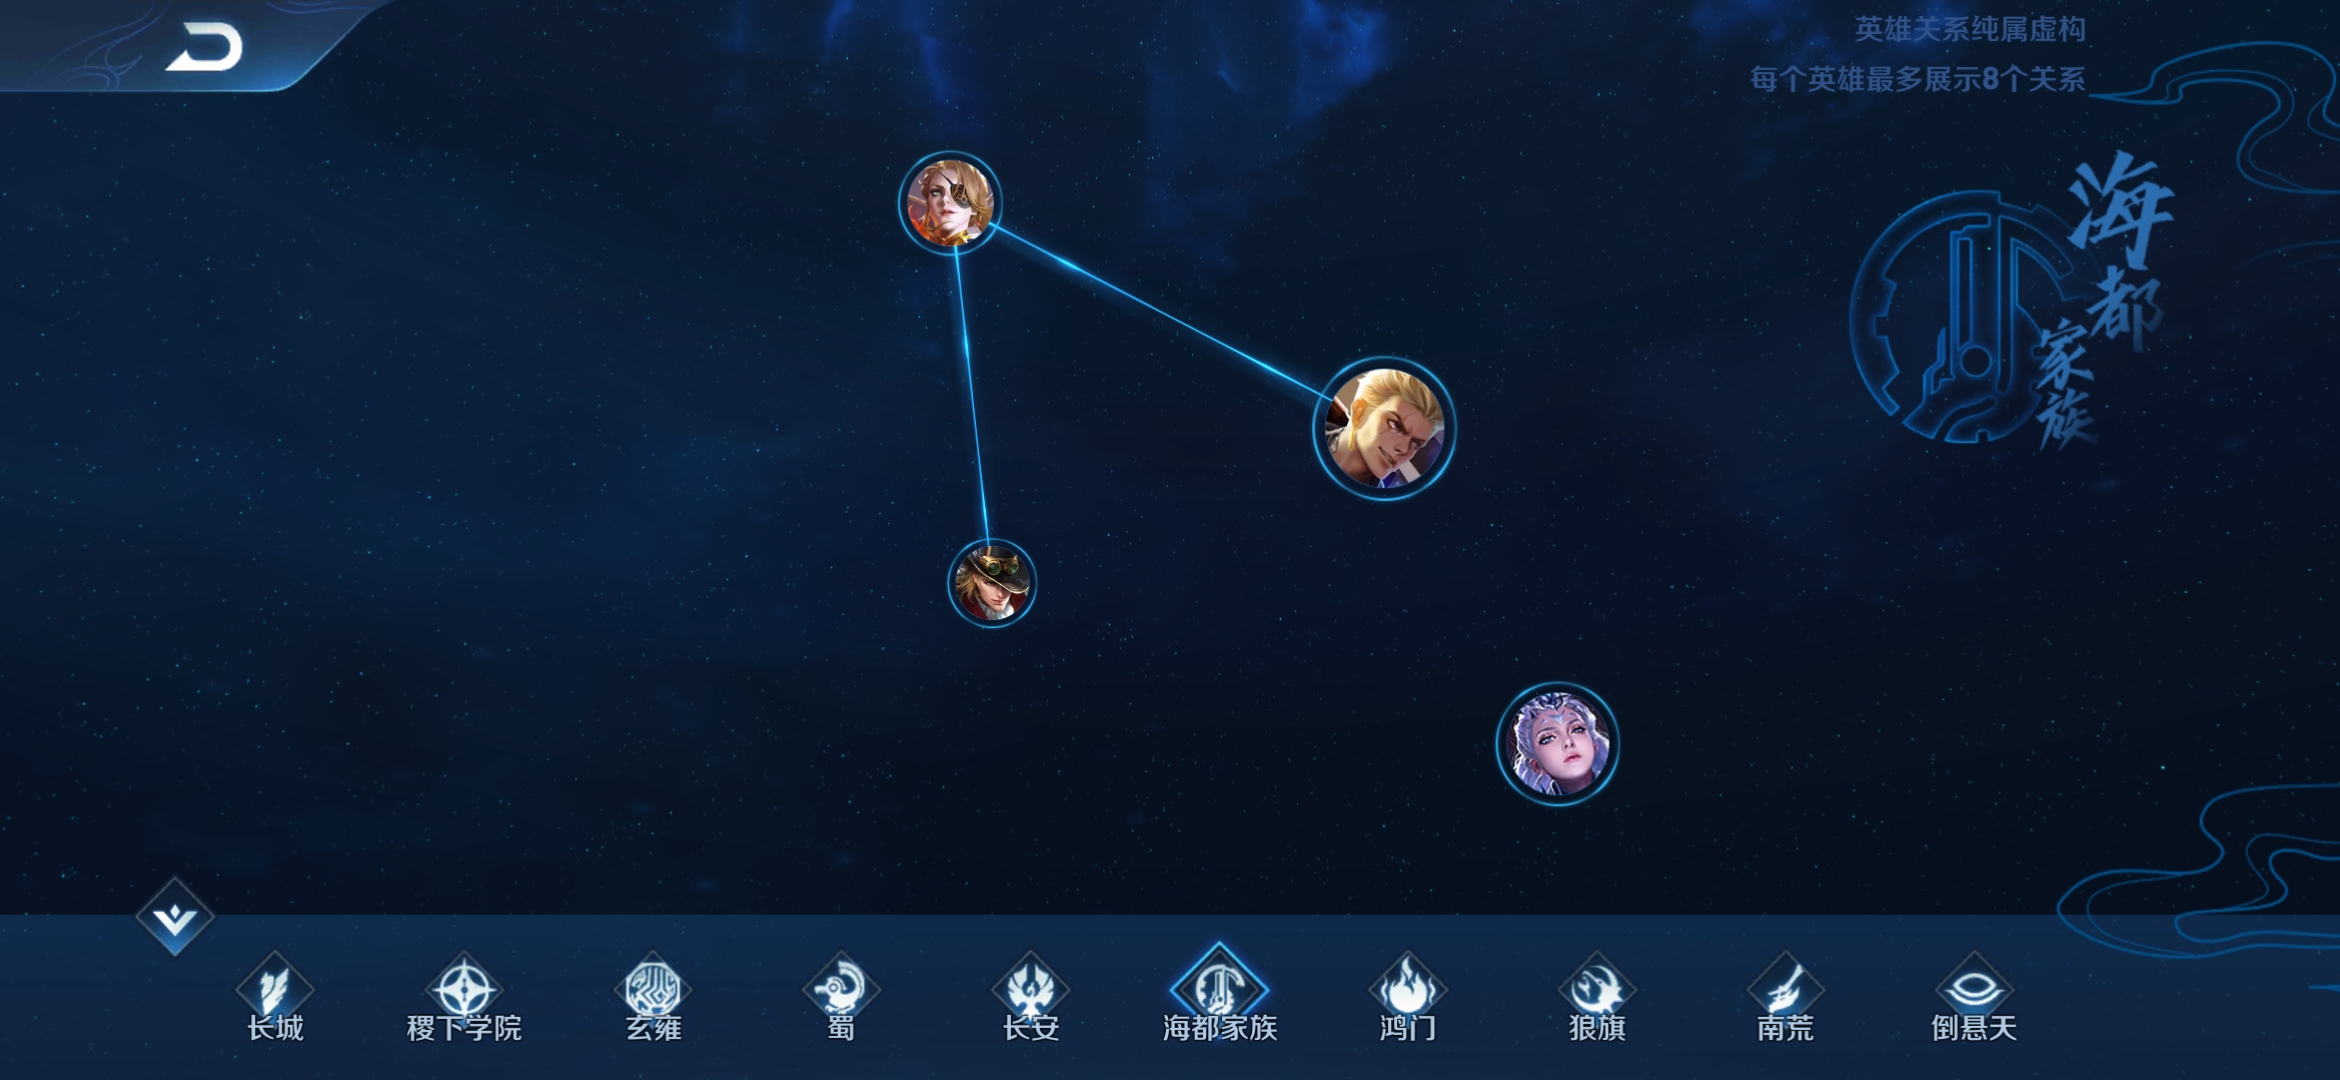 英雄关系纯属虚构
每个英雄最多展示8个关系
海都
家族
长城
稷下学院
玄雍
蜀
长安
海都家族
鸿门
狼旗
南荒
倒悬天